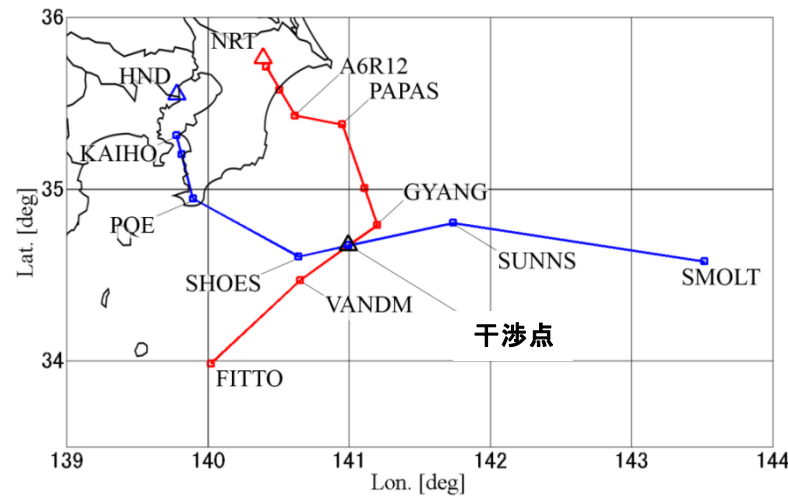 36
NRT
A6R12
HND
PAPAS
KAIHO
35
GYANG
PQE
SUNNS
SHOES
SMOLT
VANDM
干渉点
34
FITTO
139
140
141
142
143
144
Lon. [deg]
Lat. [deg]